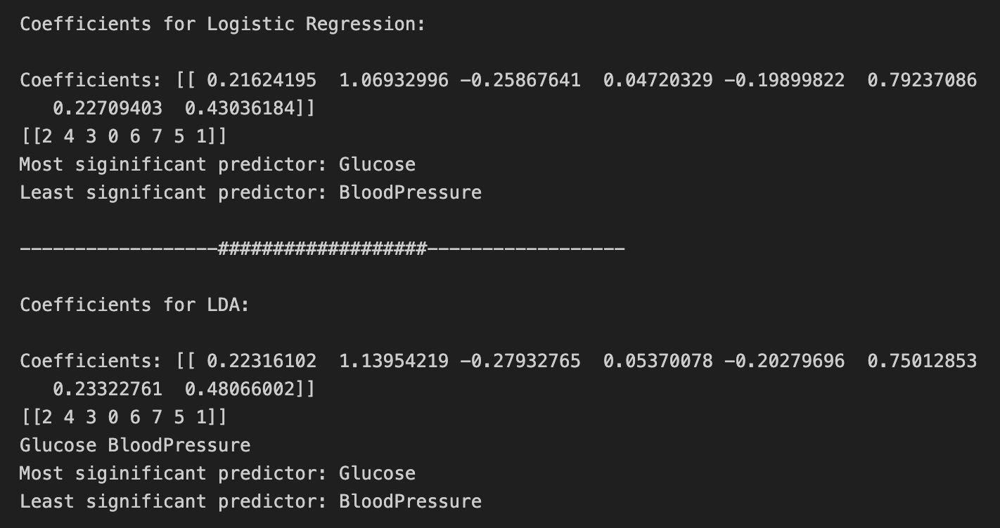 Coefficients for Logistic Regression:
Coefficients: [[ 0.21624195  1.06932996 -0.25867641  0.04720329 -0.19899822  0.79237086
   0.22709403  0.43036184]]
[[2 4 3 0 6 7 5 1]]
Most siginificant predictor: Glucose
Least significant predictor: BloodPressure
------------------###################------------------
Coefficients for LDA:
Coefficients: [[ 0.22316102  1.13954219 -0.27932765  0.05370078 -0.20279696  0.75012853
   0.23322761  0.48066002]]
[[2 4 3 0 6 7 5 1]]
Glucose BloodPressure
Most siginificant predictor: Glucose
Least significant predictor: BloodPressure